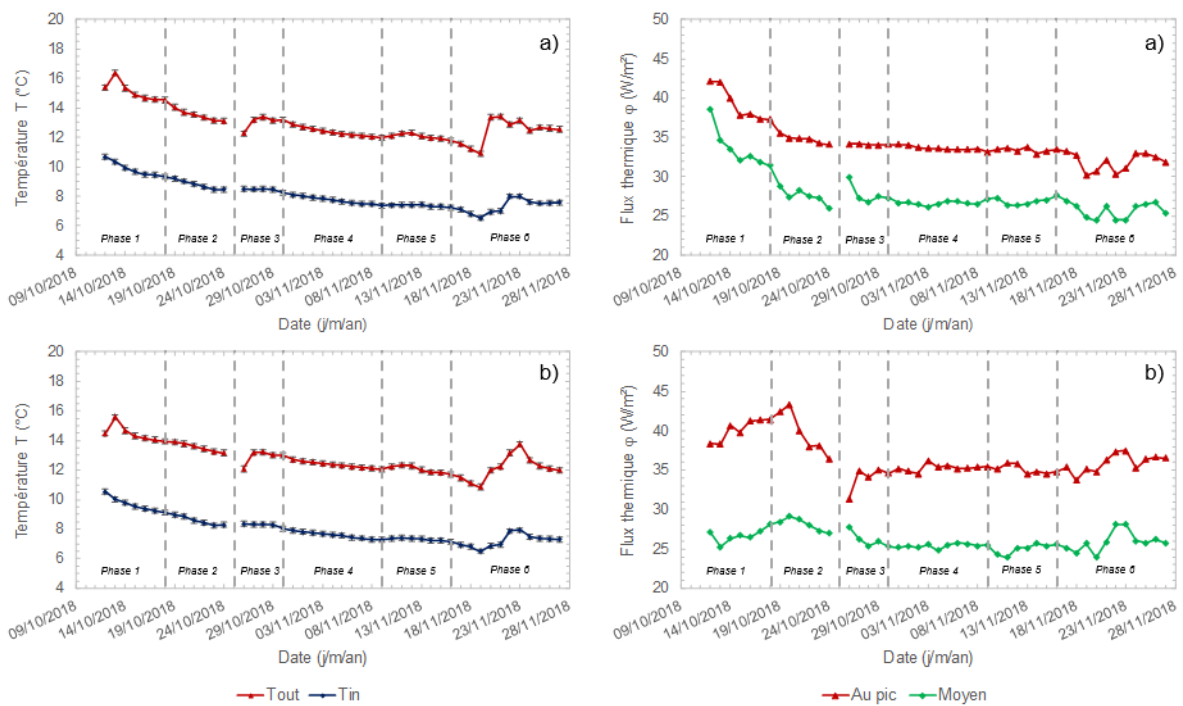 a)
Température T (°C)
20
18
16
14
12
10
8
6
4
Phase 1 Phase 2 Phase 3 Phase 4 Phase 5 Phase 6
09/10/2018 14/10/2018 19/10/2018 24/10/2018 29/10/2018 03/11/2018 08/11/2018 13/11/2018 18/11/2018 23/11/2018 28/11/2018
Date (j/m/an)
a)
Flux thermique φ (W/m²)
50
45
40
35
30
25
20
Phase 1 Phase 2 Phase 3 Phase 4 Phase 5 Phase 6
09/10/2018 14/10/2018 19/10/2018 24/10/2018 29/10/2018 03/11/2018 08/11/2018 13/11/2018 18/11/2018 23/11/2018 28/11/2018
Date (j/m/an)
b)
Température T (°C)
20
18
16
14
12
10
8
6
4
Phase 1 Phase 2 Phase 3 Phase 4 Phase 5 Phase 6
09/10/2018 14/10/2018 19/10/2018 24/10/2018 29/10/2018 03/11/2018 08/11/2018 13/11/2018 18/11/2018 23/11/2018 28/11/2018
Date (j/m/an)
Tout Tin
b)
Flux thermique φ (W/m²)
50
45
40
35
30
25
20
Phase 1 Phase 2 Phase 3 Phase 4 Phase 5 Phase 6
09/10/2018 14/10/2018 19/10/2018 24/10/2018 29/10/2018 03/11/2018 08/11/2018 13/11/2018 18/11/2018 23/11/2018 28/11/2018
Date (j/m/an)
Au pic Moyen